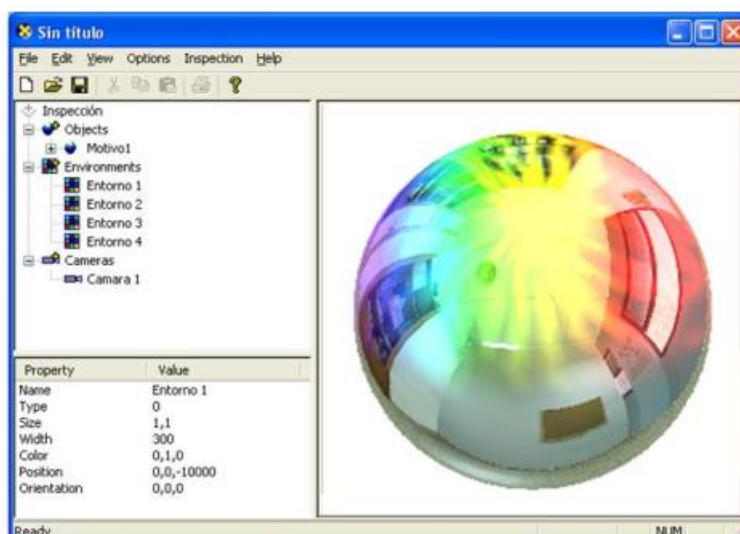 Sin título
File Edit View Options Inspection Help
Inspección
Objects
Motivo1
Environments
Entorno 1
Entorno 2
Entorno 3
Entorno 4
Cameras
Camara 1
Property Value
Name Entorno 1
Type 0
Size 1,1
Width 300
Color 0,1,0
Position 0,0,-10000
Orientation 0,0,0
Ready NUM